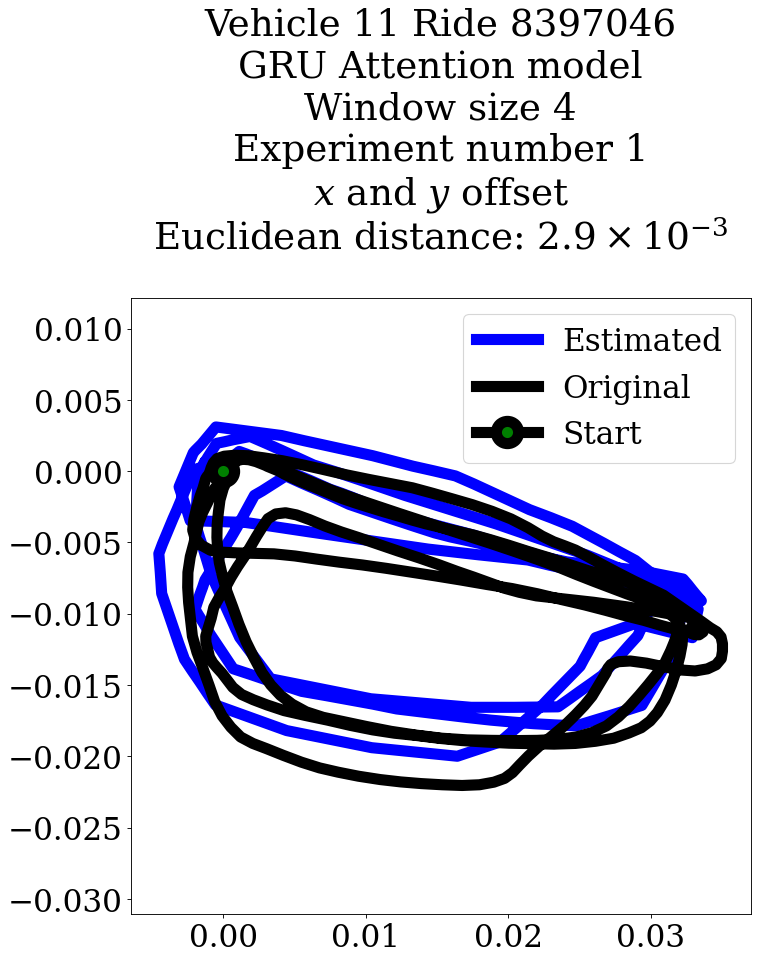 Vehicle 11 Ride 8397046
GRU Attention model
Window size 4
Experiment number 1
x and y offset
Euclidean distance: 2.9 × 10⁻³
Estimated
Original
Start
0.010
0.005
0.000
−0.005
−0.010
−0.015
−0.020
−0.025
−0.030
0.00 0.01 0.02 0.03